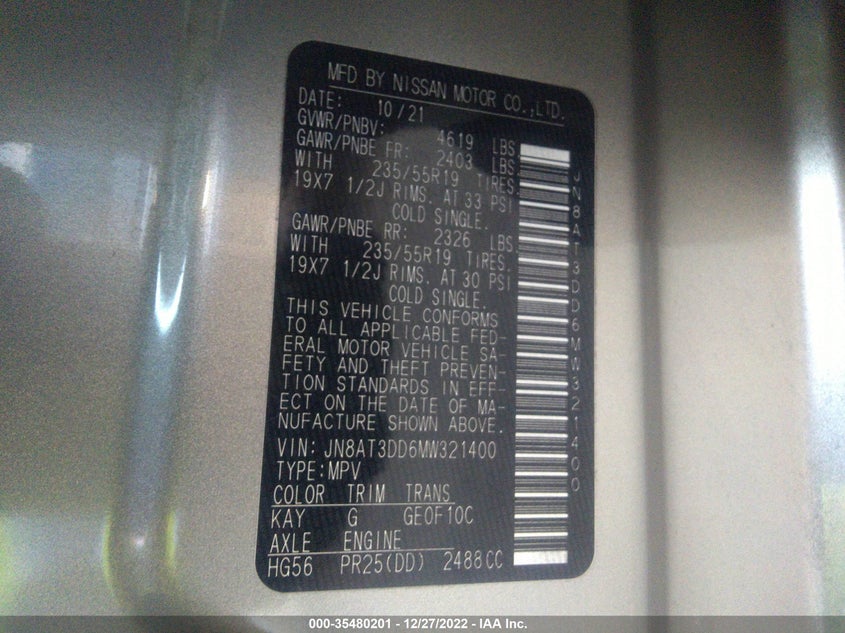 MFD BY NISSAN MOTOR CO.,LTD.
DATE: 10/21
GVWR/PNBV: 4619 LBS
GAWR/PNBE FR: 2403 LBS.
WITH 235/55R19 TIRES.
19X7 1/2J RIMS. AT 33 PSI
COLD SINGLE.
GAWR/PNBE RR: 2326 LBS.
WITH 235/55R19 TIRES.
19X7 1/2J RIMS. AT 30 PSI
COLD SINGLE.
THIS VEHICLE CONFORMS
TO ALL APPLICABLE FED-
ERAL MOTOR VEHICLE SA-
FETY AND THEFT PREVEN-
TION STANDARDS IN EFF-
ECT ON THE DATE OF MA-
NUFACTURE SHOWN ABOVE.
VIN: JN8AT3DD6MW321400
TYPE:MPV
COLOR TRIM TRANS
KAY G GE0F10C
AXLE ENGINE
HG56 PR25(DD) 2488CC
JN8AT3DD6MW321400
000-35480201 - 12/27/2022 - IAA Inc.